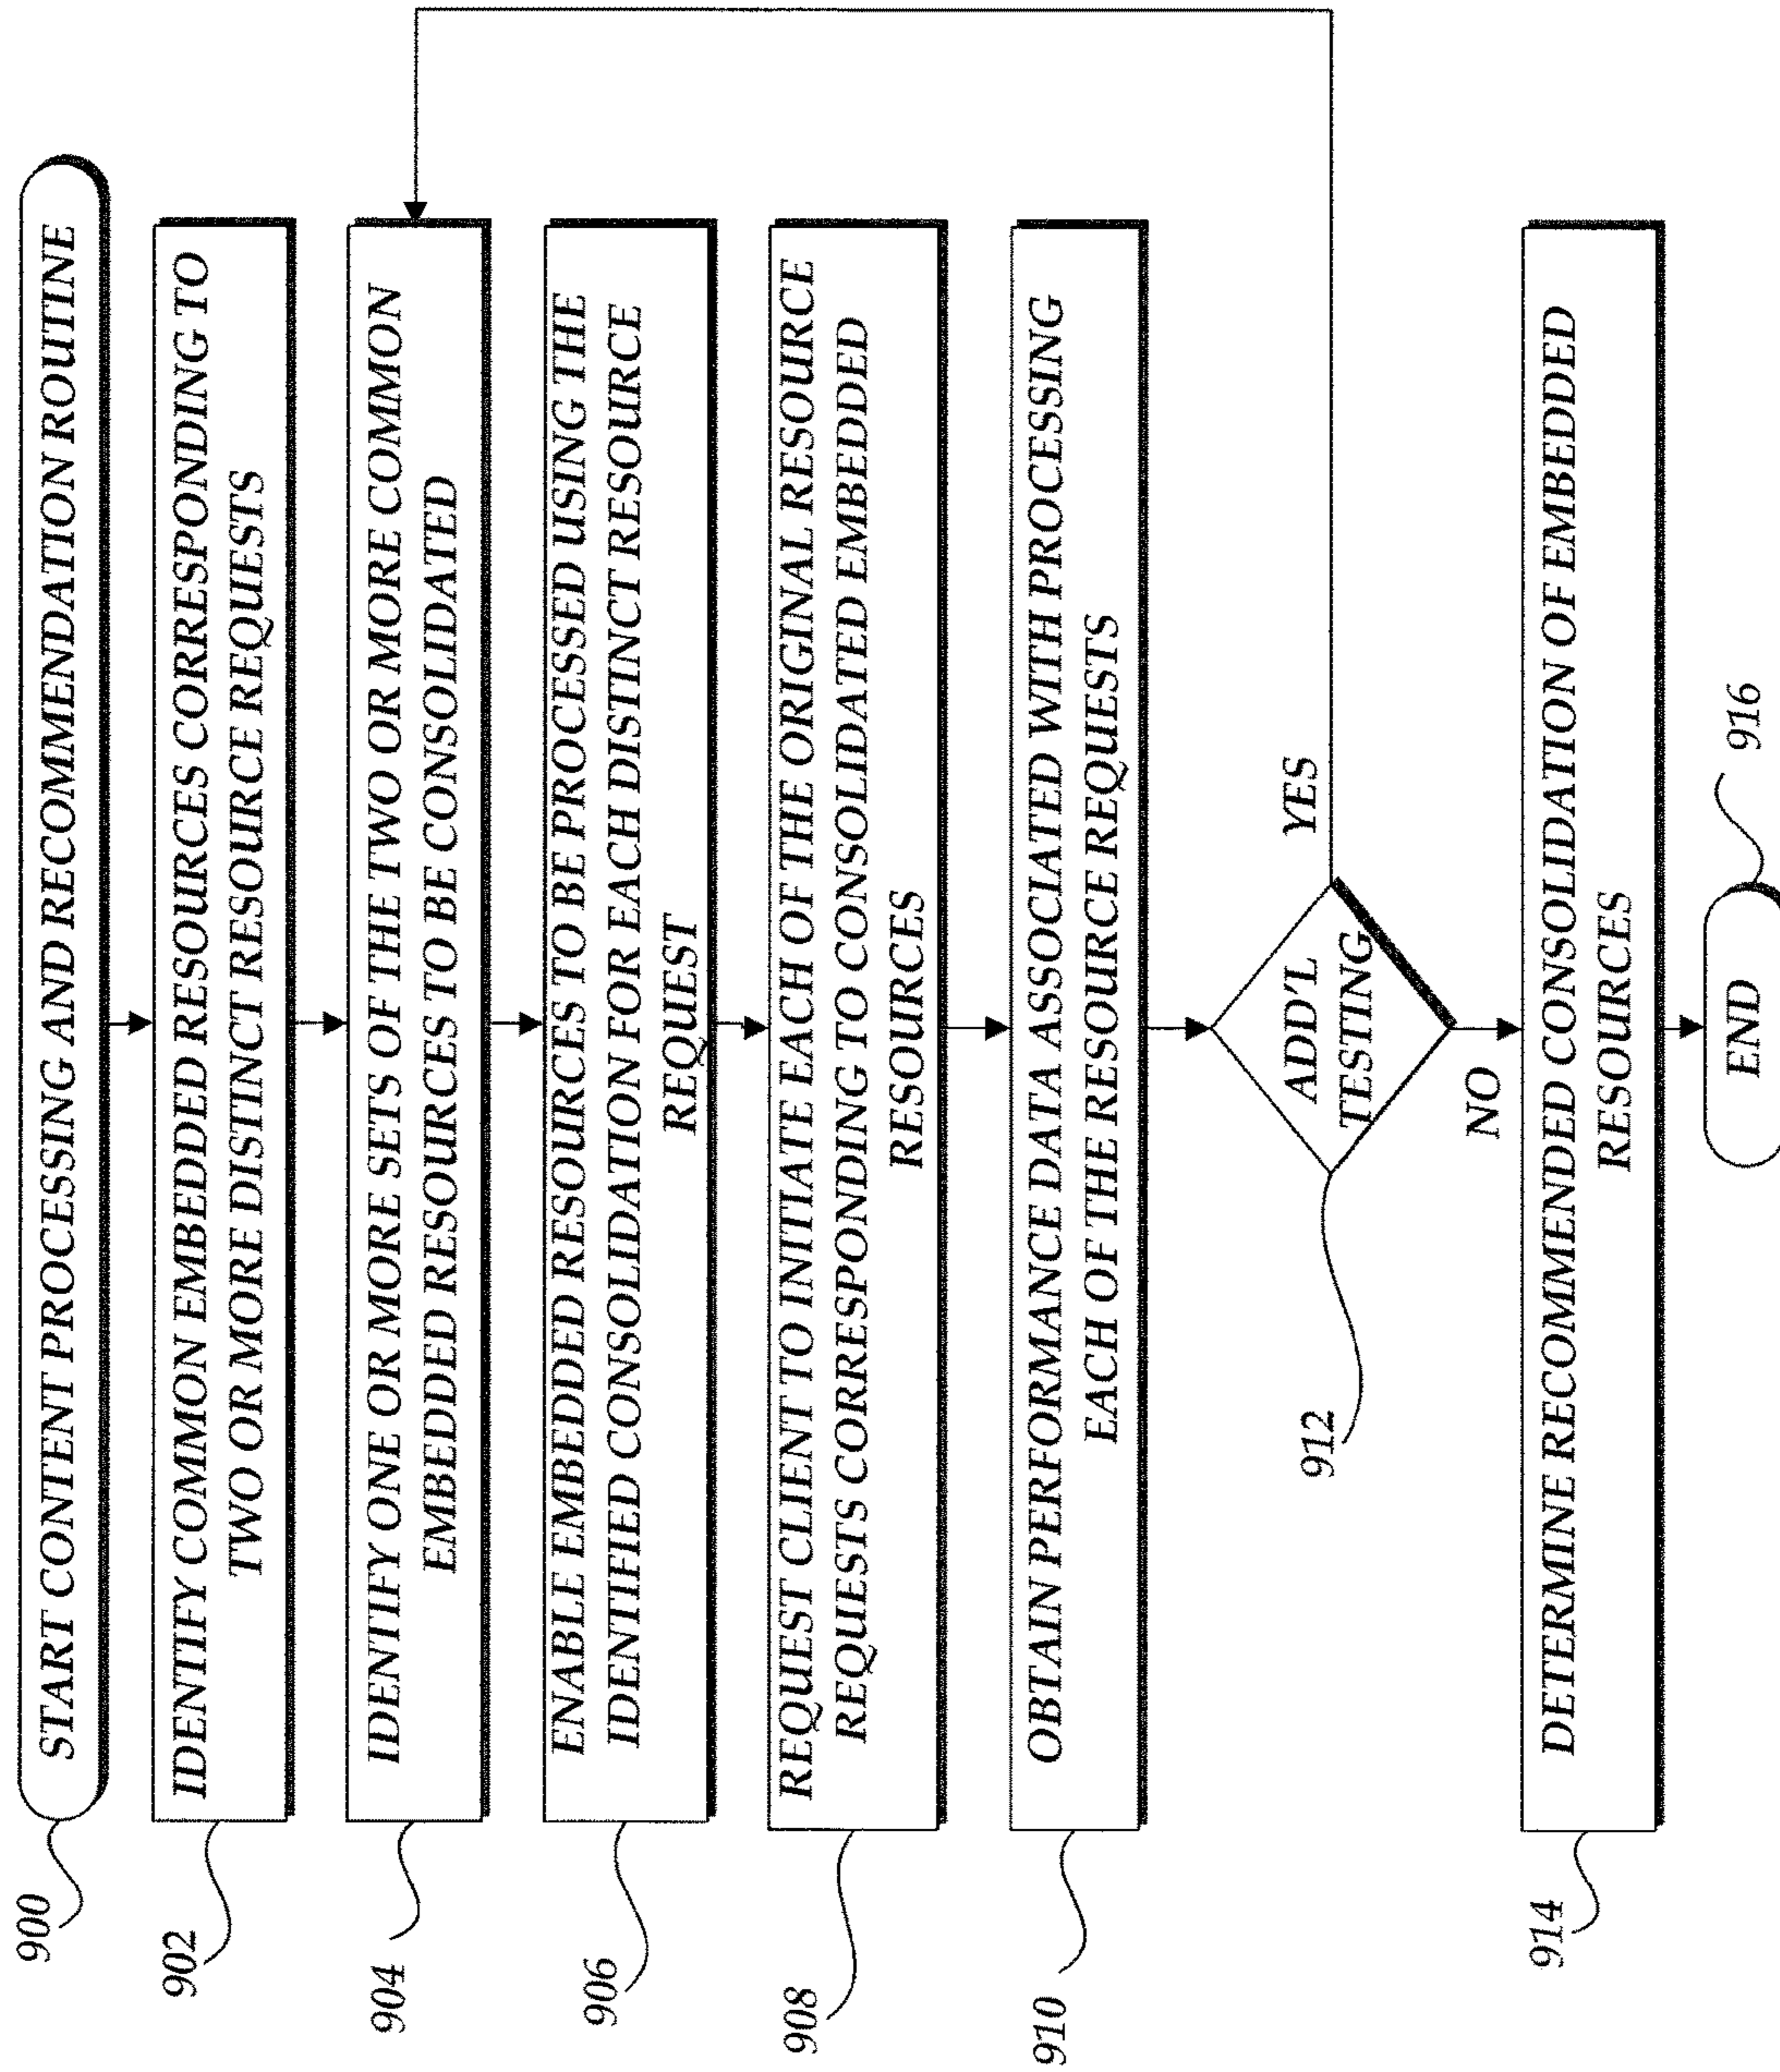 900
START CONTENT PROCESSING AND RECOMMENDATION ROUTINE
902
IDENTIFY COMMON EMBEDDED RESOURCES CORRESPONDING TO
TWO OR MORE DISTINCT RESOURCE REQUESTS
904
IDENTIFY ONE OR MORE SETS OF THE TWO OR MORE COMMON
EMBEDDED RESOURCES TO BE CONSOLIDATED
906
ENABLE EMBEDDED RESOURCES TO BE PROCESSED USING THE
IDENTIFIED CONSOLIDATION FOR EACH DISTINCT RESOURCE
REQUEST
908
REQUEST CLIENT TO INITIATE EACH OF THE ORIGINAL RESOURCE
REQUESTS CORRESPONDING TO CONSOLIDATED EMBEDDED
RESOURCES
910
OBTAIN PERFORMANCE DATA ASSOCIATED WITH PROCESSING
EACH OF THE RESOURCE REQUESTS
912
ADD'L
TESTING
YES
NO
914
DETERMINE RECOMMENDED CONSOLIDATION OF EMBEDDED
RESOURCES
END
916